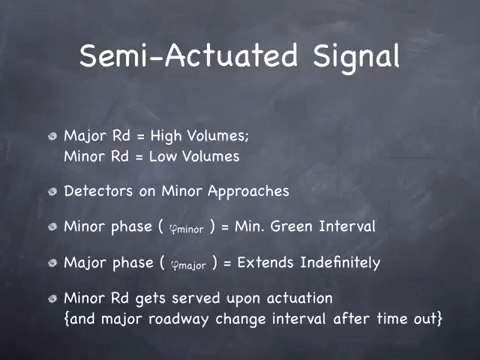 Semi-Actuated Signal
Major Rd = High Volumes;
Minor Rd = Low Volumes
Detectors on Minor Approaches
Minor phase ( φminor ) = Min. Green Interval
Major phase ( φmajor ) = Extends Indefinitely
Minor Rd gets served upon actuation
{and major roadway change interval after time out}